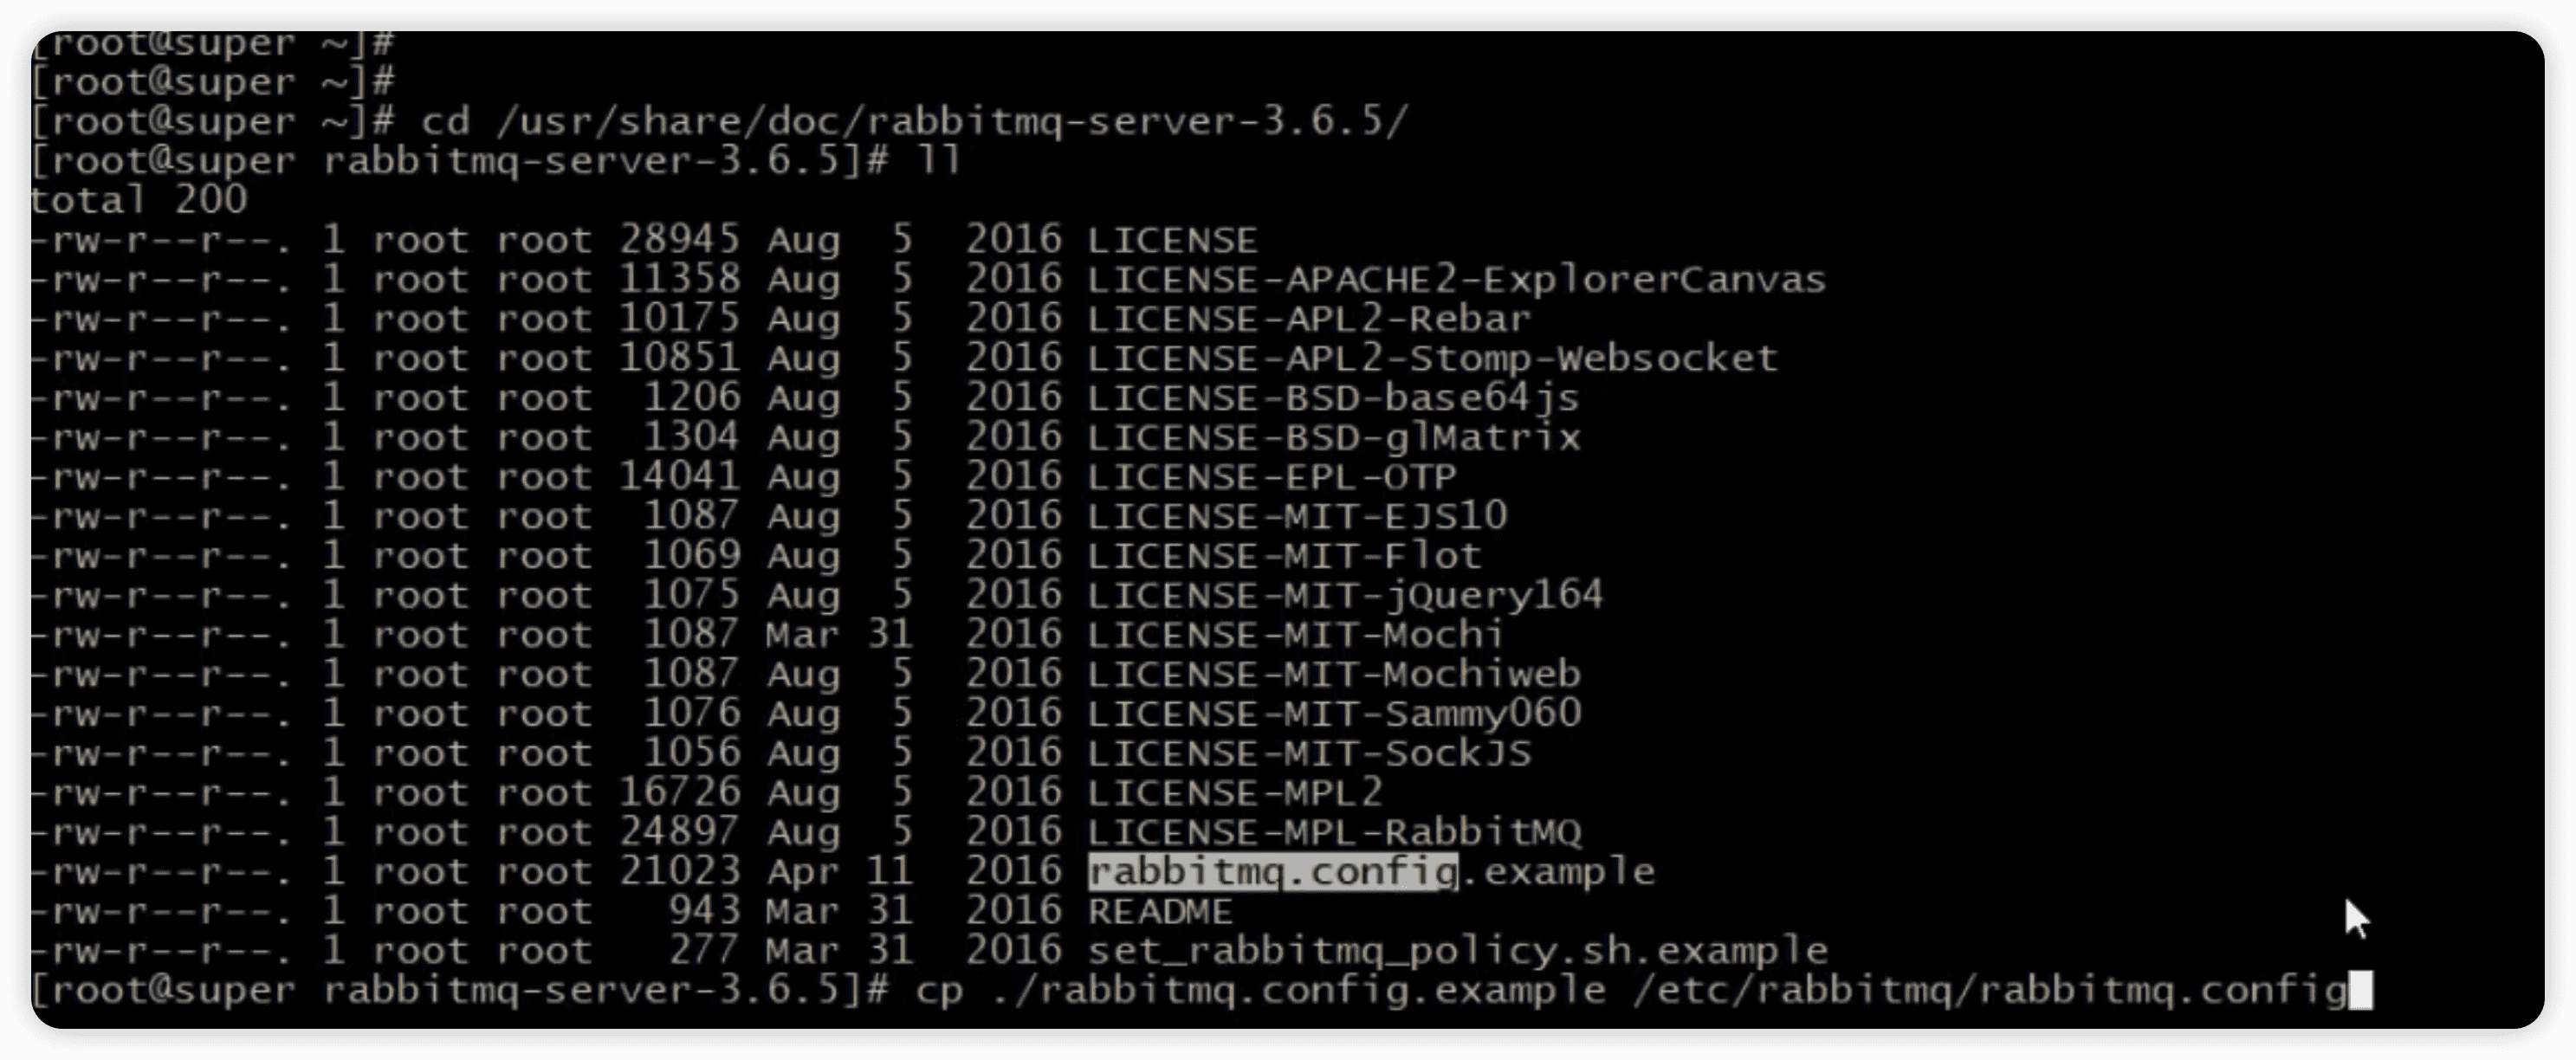 [root@super ~]#
[root@super ~]#
[root@super ~]# cd /usr/share/doc/rabbitmq-server-3.6.5/
[root@super rabbitmq-server-3.6.5]# ll
total 200
-rw-r--r--. 1 root root 28945 Aug  5  2016 LICENSE
-rw-r--r--. 1 root root 11358 Aug  5  2016 LICENSE-APACHE2-ExplorerCanvas
-rw-r--r--. 1 root root 10175 Aug  5  2016 LICENSE-APL2-Rebar
-rw-r--r--. 1 root root 10851 Aug  5  2016 LICENSE-APL2-Stomp-Websocket
-rw-r--r--. 1 root root  1206 Aug  5  2016 LICENSE-BSD-base64js
-rw-r--r--. 1 root root  1304 Aug  5  2016 LICENSE-BSD-glMatrix
-rw-r--r--. 1 root root 14041 Aug  5  2016 LICENSE-EPL-OTP
-rw-r--r--. 1 root root  1087 Aug  5  2016 LICENSE-MIT-EJS10
-rw-r--r--. 1 root root  1069 Aug  5  2016 LICENSE-MIT-Flot
-rw-r--r--. 1 root root  1075 Aug  5  2016 LICENSE-MIT-jQuery164
-rw-r--r--. 1 root root  1087 Mar 31  2016 LICENSE-MIT-Mochi
-rw-r--r--. 1 root root  1087 Aug  5  2016 LICENSE-MIT-Mochiweb
-rw-r--r--. 1 root root  1076 Aug  5  2016 LICENSE-MIT-Sammy060
-rw-r--r--. 1 root root  1056 Aug  5  2016 LICENSE-MIT-SockJS
-rw-r--r--. 1 root root 16726 Aug  5  2016 LICENSE-MPL2
-rw-r--r--. 1 root root 24897 Aug  5  2016 LICENSE-MPL-RabbitMQ
-rw-r--r--. 1 root root 21023 Apr 11  2016 rabbitmq.config.example
-rw-r--r--. 1 root root   943 Mar 31  2016 README
-rw-r--r--. 1 root root   277 Mar 31  2016 set_rabbitmq_policy.sh.example
[root@super rabbitmq-server-3.6.5]# cp ./rabbitmq.config.example /etc/rabbitmq/rabbitmq.config